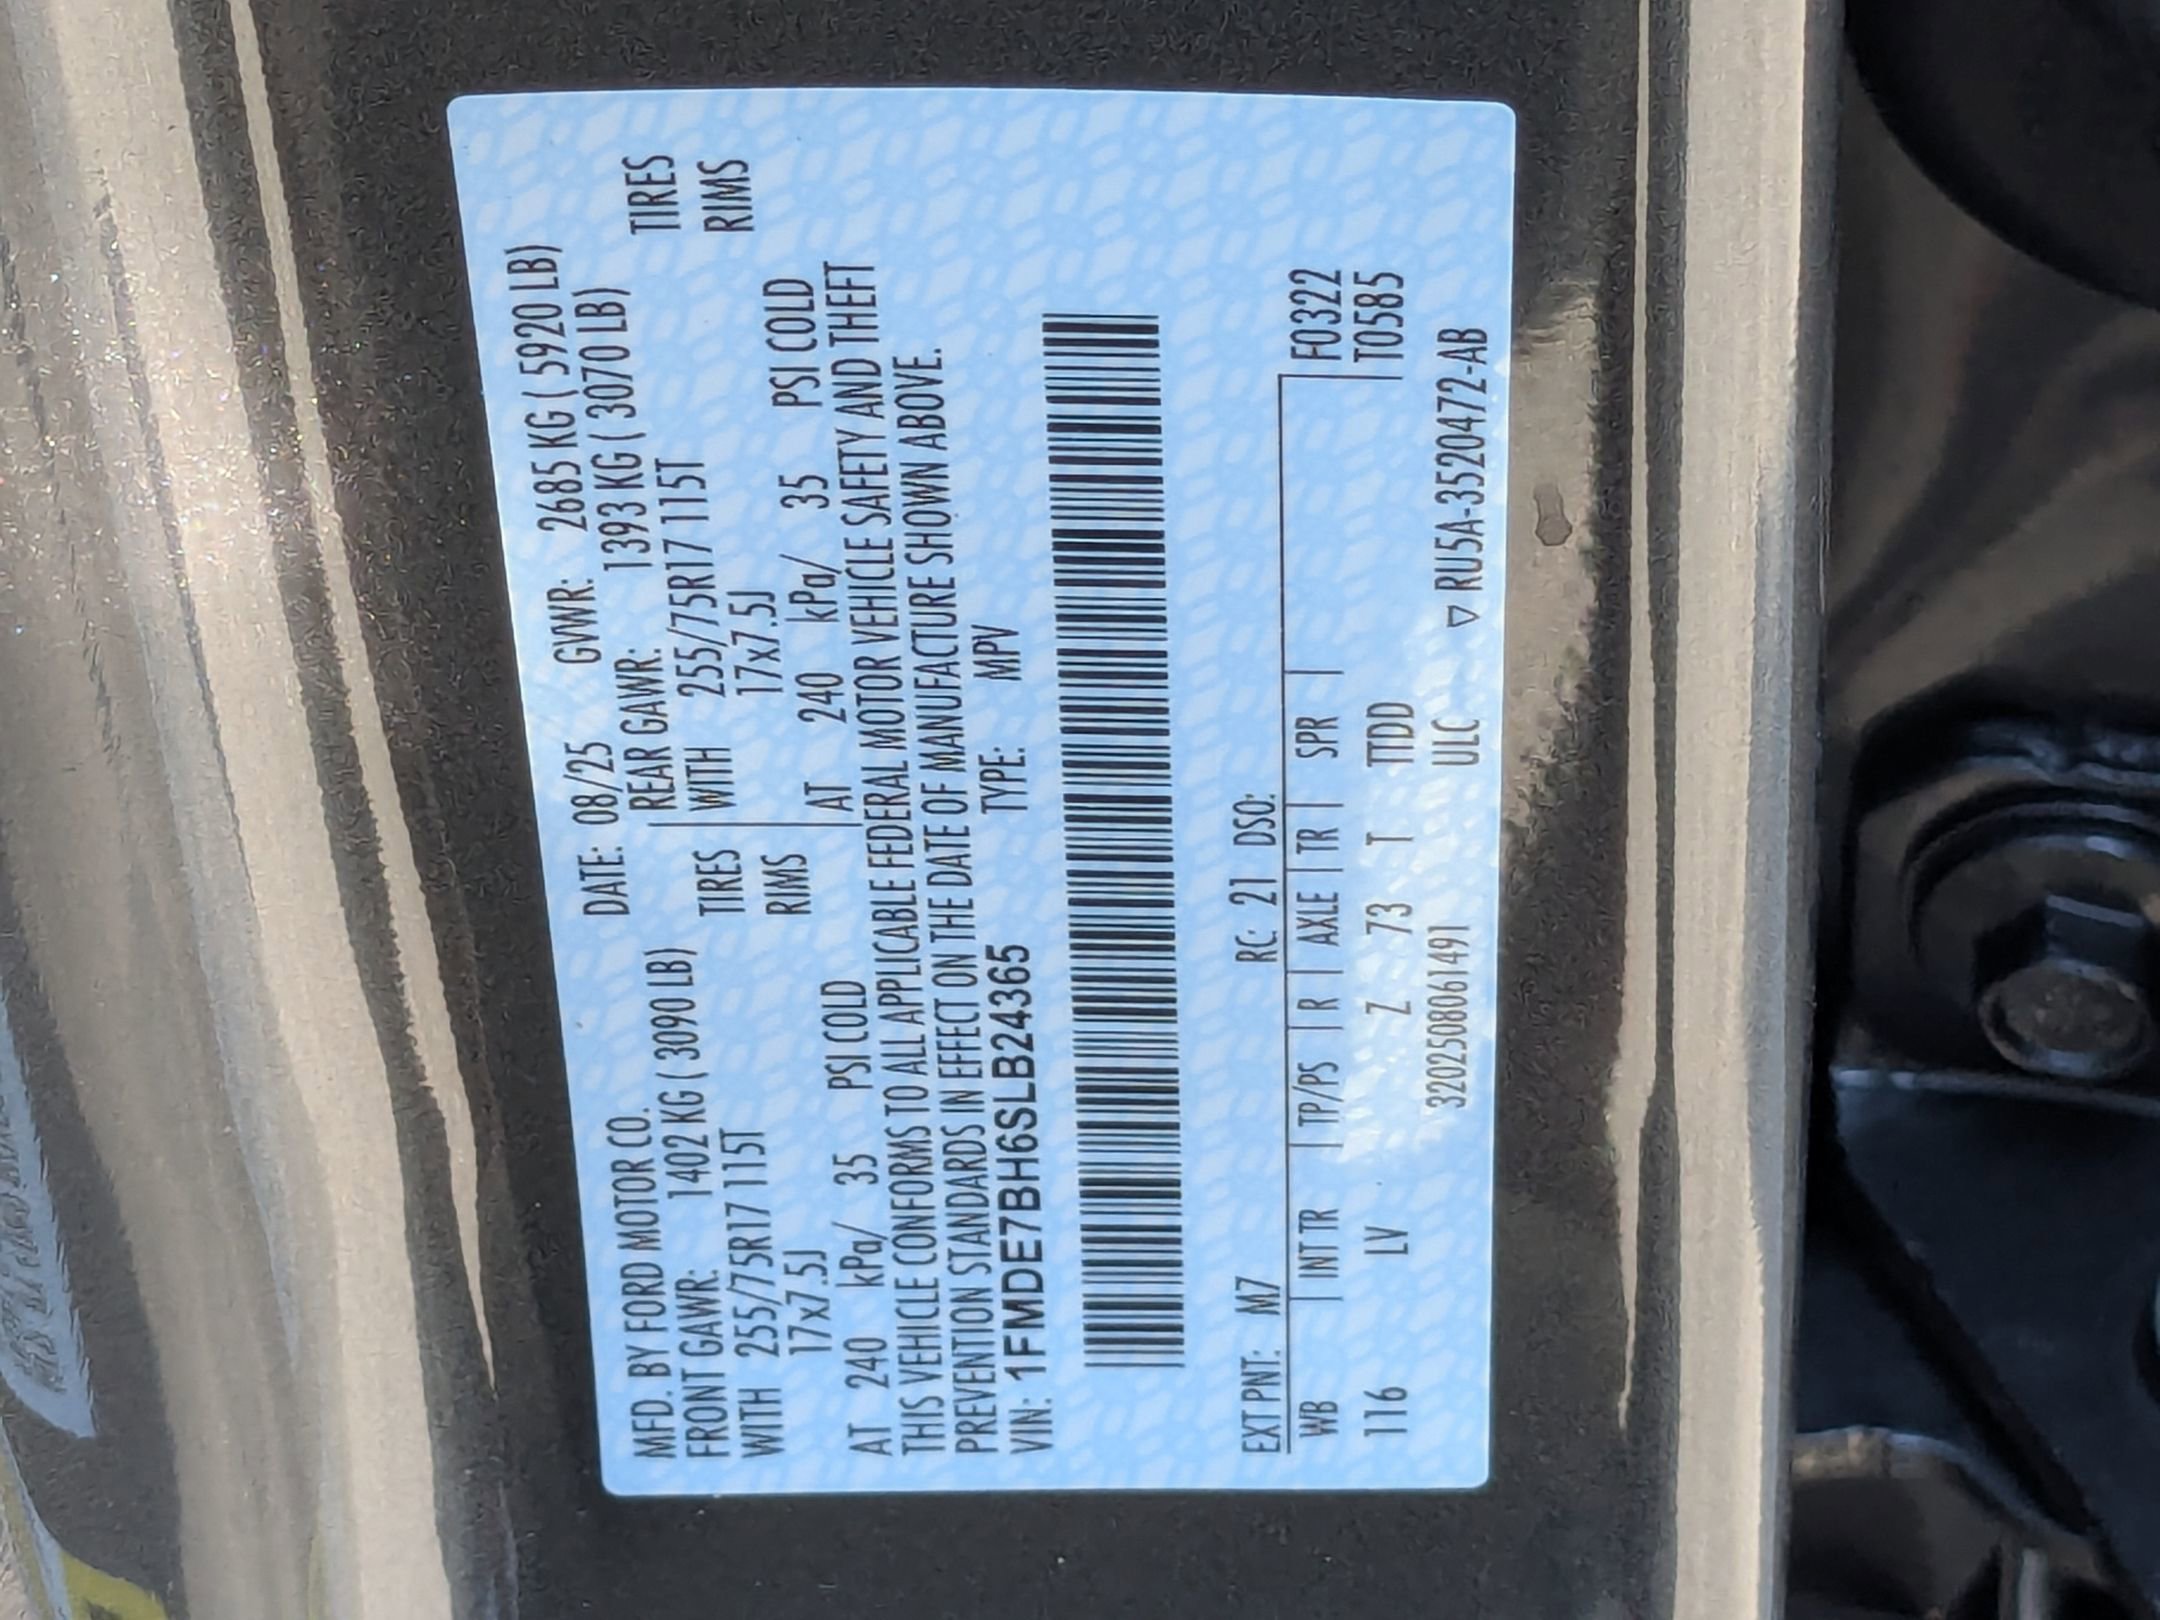 MFD. BY FORD MOTOR CO. DATE: 08/25 GVWR: 2685 KG ( 5920 LB)
FRONT GAWR: 1402 KG ( 3090 LB) REAR GAWR: 1393 KG ( 3070 LB)
WITH 255/75R17 115T TIRES WITH 255/75R17 115T TIRES
17x7.5J RIMS 17x7.5J RIMS
AT 240 kPa/ 35 PSI COLD AT 240 kPa/ 35 PSI COLD
THIS VEHICLE CONFORMS TO ALL APPLICABLE FEDERAL MOTOR VEHICLE SAFETY AND THEFT
PREVENTION STANDARDS IN EFFECT ON THE DATE OF MANUFACTURE SHOWN ABOVE.
VIN: 1FMDE7BH6SLB24365 TYPE: MPV
EXT PNT: M7 RC: 21 DSO:
WB INT TR TP/PS R AXLE TR SPR F0322
116 LV Z 73 T TTDD T0585
3202508061491 ULC ▽ RU5A-3520472-AB